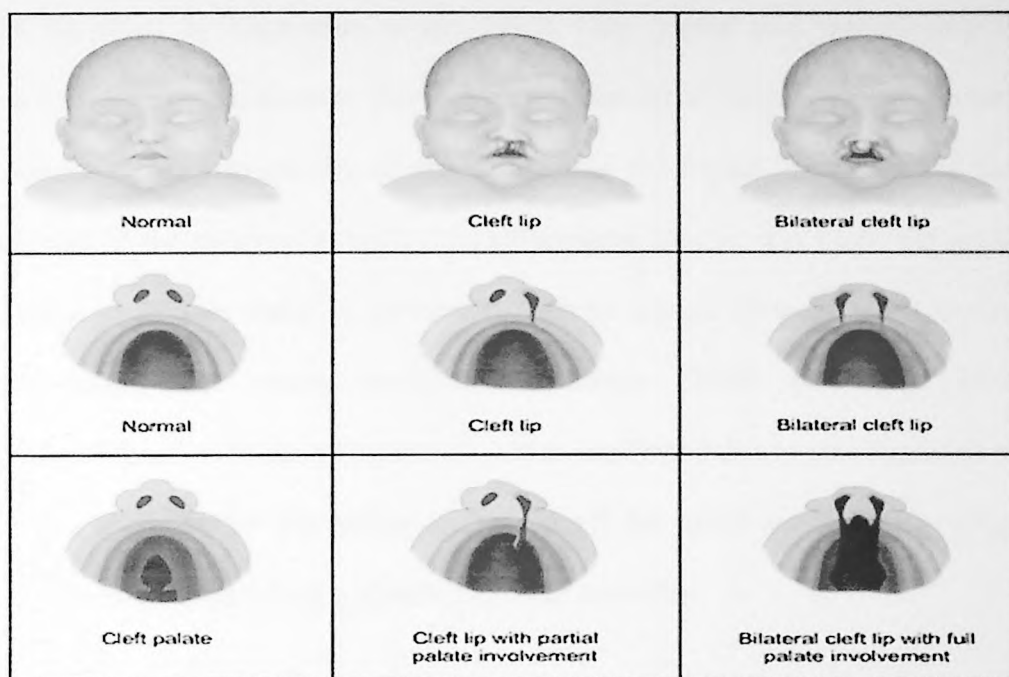 Normal
Cleft lip
Bilateral cleft lip
Normal
Cleft lip
Bilateral cleft lip
Cleft palate
Cleft lip with partial
palate involvement
Bilateral cleft lip with full
palate involvement